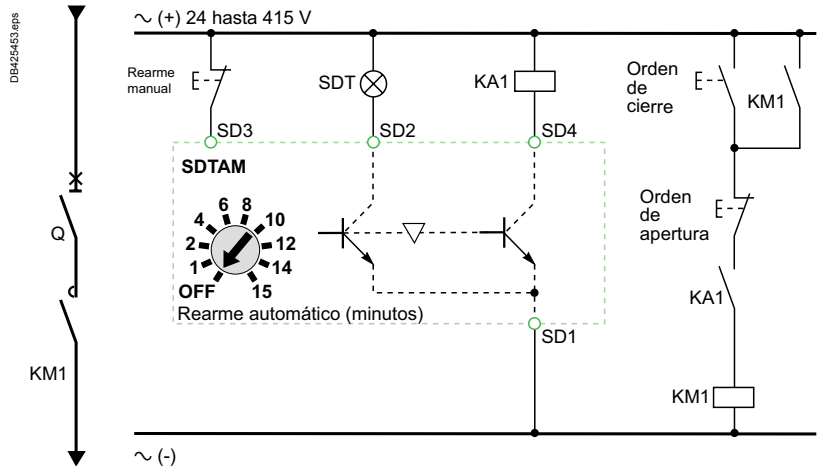 DB425453.eps
∼ (+) 24 hasta 415 V
Rearme
manual
SDT
KA1
Orden
de
cierre
KM1
SD3
SD2
SD4
SDTAM
6 8
4 10
2 12
1 14
OFF 15
Rearme automático (minutos)
Orden
de
apertura
Q
KA1
SD1
KM1
KM1
∼ (-)